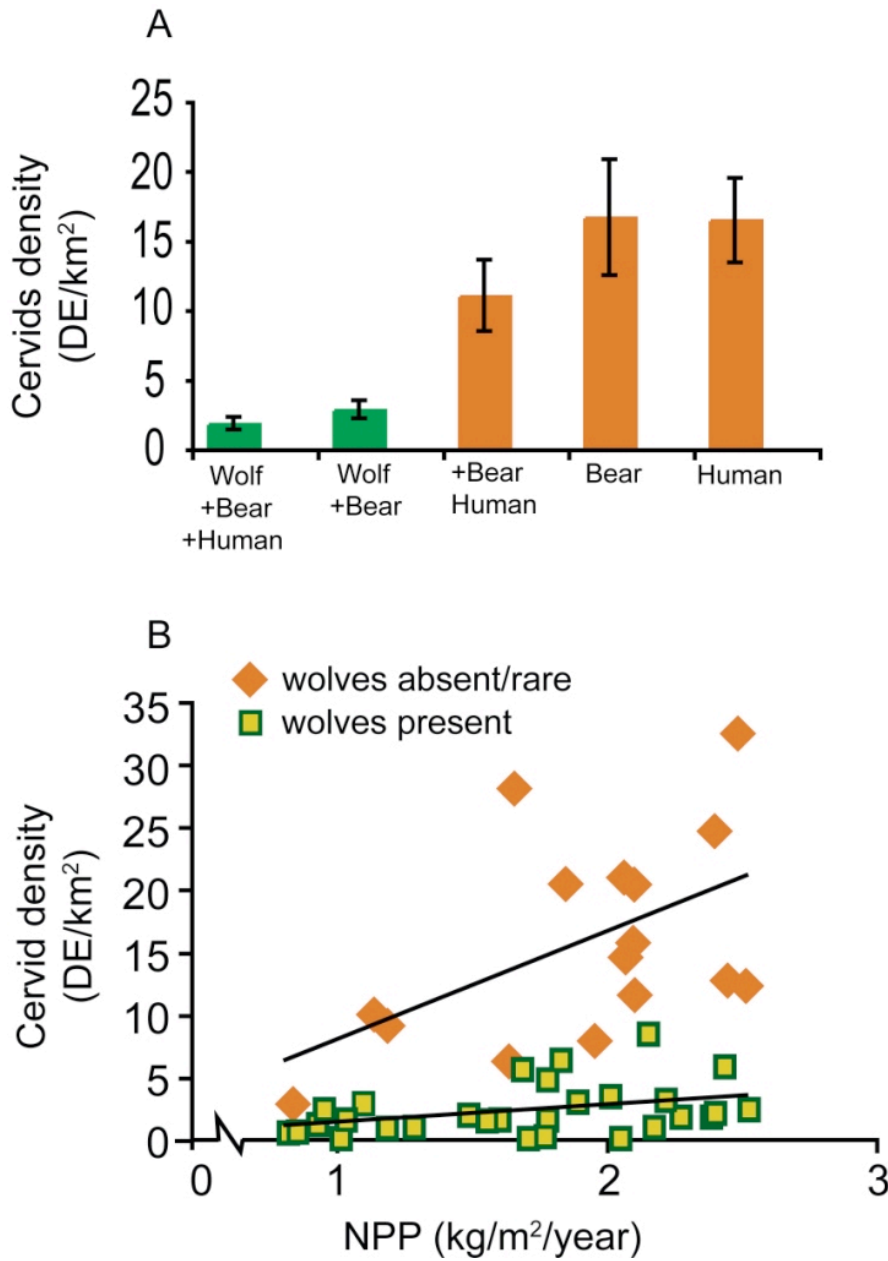 A
Cervids density
(DE/km²)
25
20
15
10
5
0
Wolf
+Bear
+Human
Wolf
+Bear
+Bear
Human
Bear
Human
B
wolves absent/rare
wolves present
Cervid density
(DE/km²)
35
30
25
20
15
10
5
0
0 1 2 3
NPP (kg/m²/year)